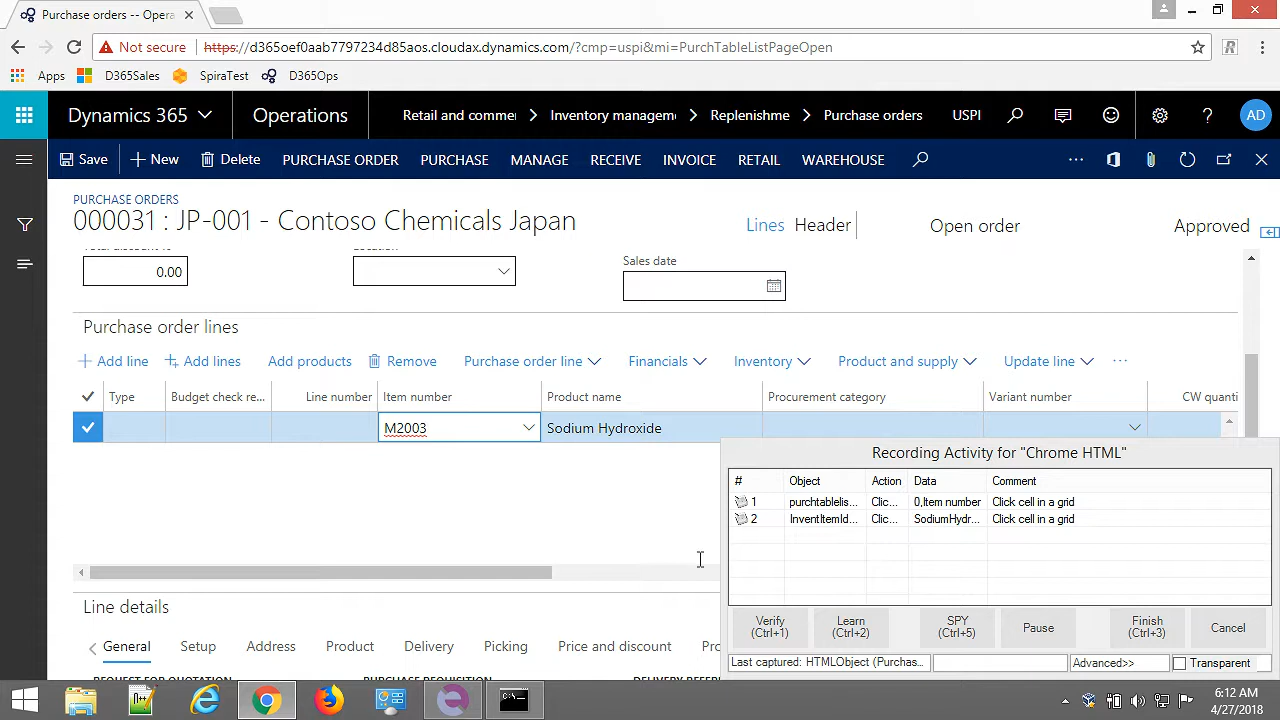 Purchase orders -- Opera
Not secure https://d365oef0aab7797234d85aos.cloudax.dynamics.com/?cmp=uspi&mi=PurchTableListPageOpen
Apps D365Sales SpiraTest D365Ops
Dynamics 365 Operations Retail and comme Inventory managem Replenishme Purchase orders USPI AD
Save New Delete PURCHASE ORDER PURCHASE MANAGE RECEIVE INVOICE RETAIL WAREHOUSE
PURCHASE ORDERS
000031 : JP-001 - Contoso Chemicals Japan Lines Header Open order Approved
Total discount % Location
0.00 Sales date
Purchase order lines
Add line Add lines Add products Remove Purchase order line Financials Inventory Product and supply Update line
Type Budget check re... Line number Item number Product name Procurement category Variant number CW quanti
M2003 Sodium Hydroxide
Recording Activity for "Chrome HTML"
# Object Action Data Comment
1 purchtablelis... Clic... 0,Item number Click cell in a grid
2 InventItemId... Clic... SodiumHydr... Click cell in a grid
Line details
Verify (Ctrl+1) Learn (Ctrl+2) SPY (Ctrl+5) Pause Finish (Ctrl+3) Cancel
General Setup Address Product Delivery Picking Price and discount Pro
Last captured: HTMLObject (Purchas... Advanced>> Transparent
6:12 AM
4/27/2018